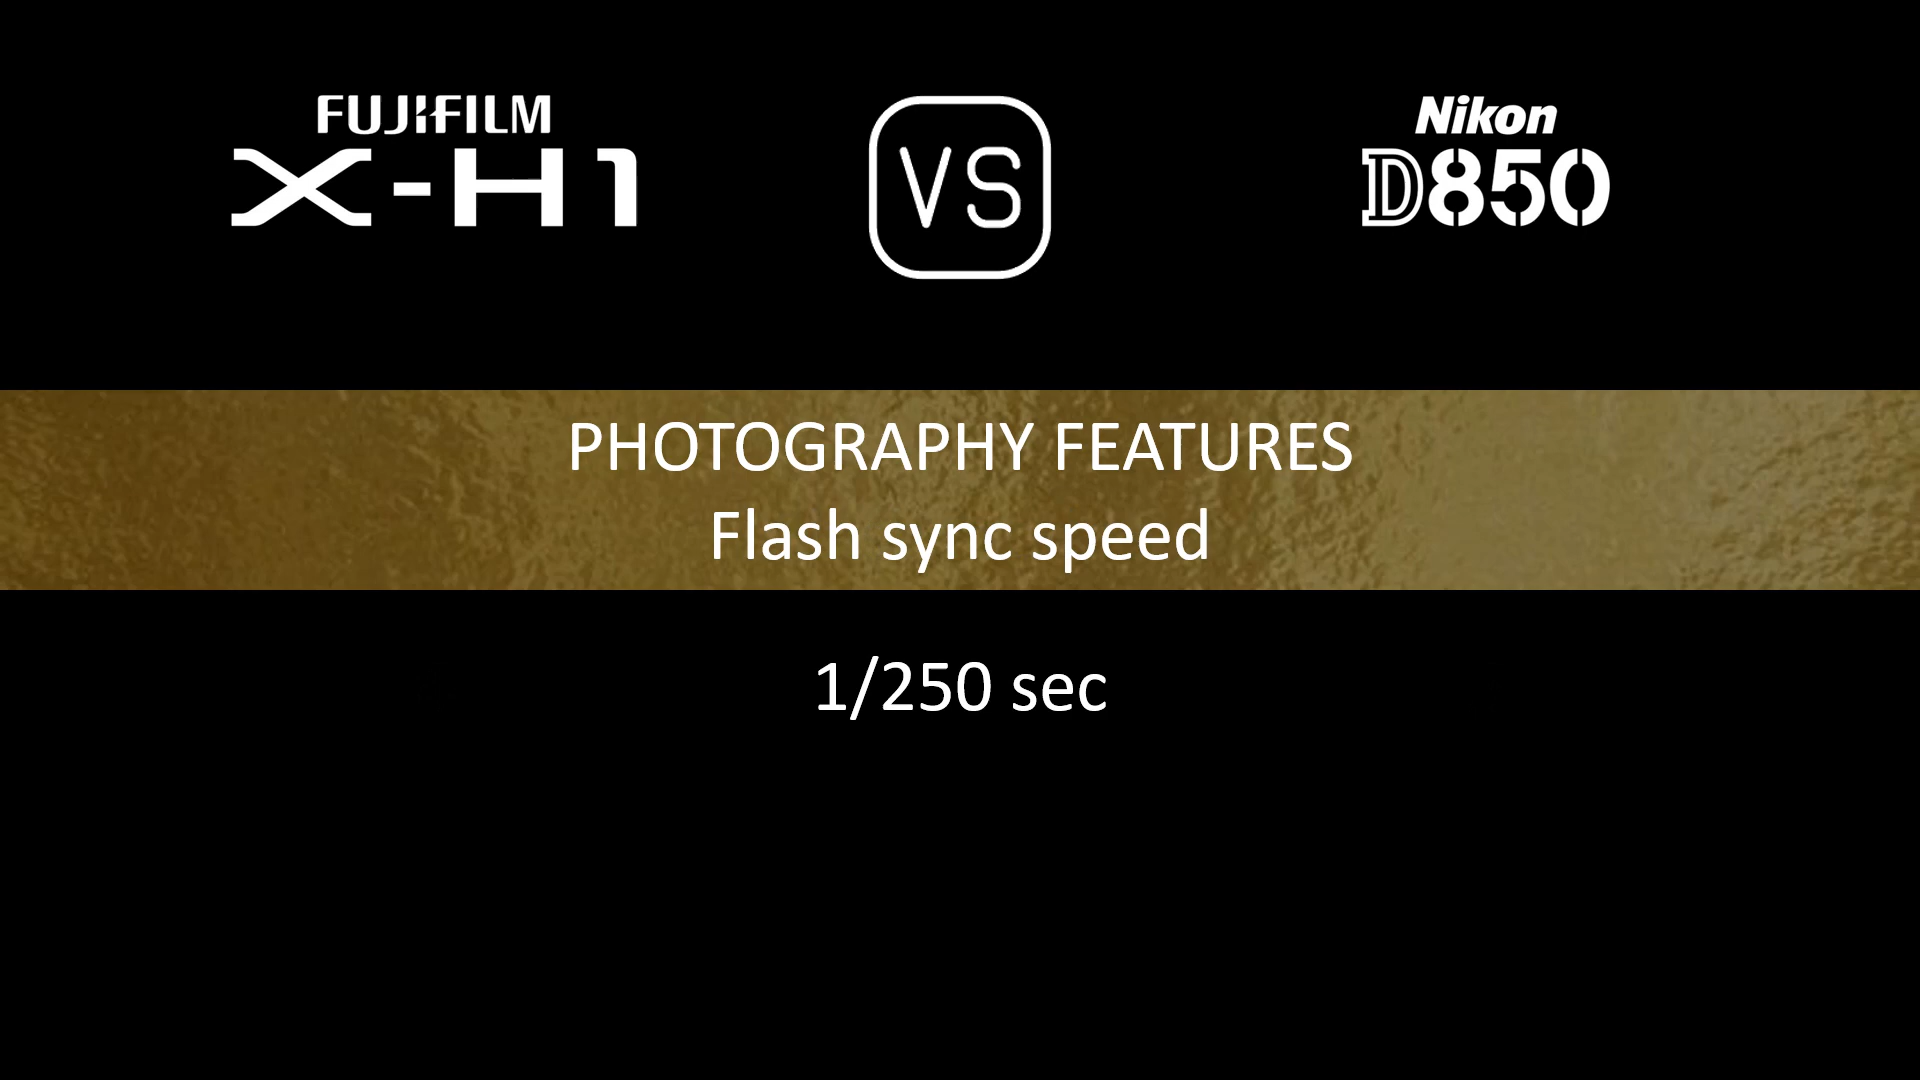 FUJIFILM
X-H1
VS
Nikon
D850
PHOTOGRAPHY FEATURES
Flash sync speed
1/250 sec